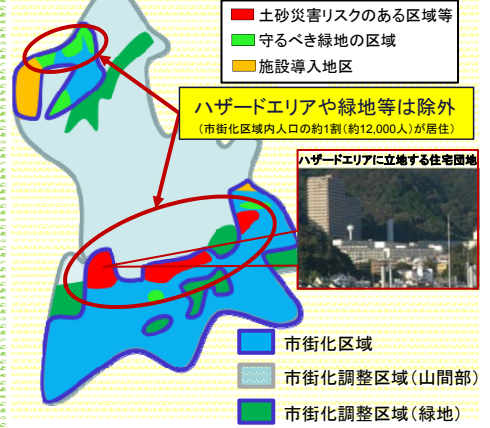 土砂災害リスクのある区域等
守るべき緑地の区域
施設導入地区
ハザードエリアや緑地等は除外
(市街化区域内人口の約1割(約12,000人)が居住)
ハザードエリアに立地する住宅団地
市街化区域
市街化調整区域(山間部)
市街化調整区域(緑地)